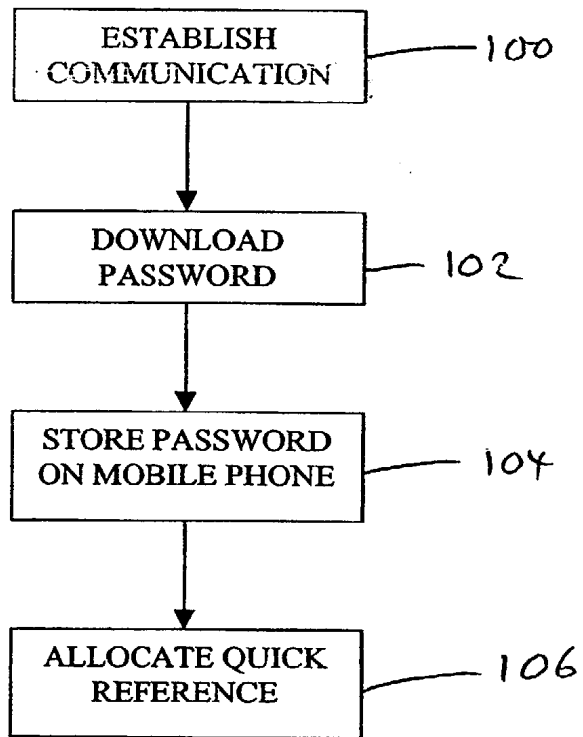 ESTABLISH
COMMUNICATION
100
DOWNLOAD
PASSWORD
102
STORE PASSWORD
ON MOBILE PHONE
104
ALLOCATE QUICK
REFERENCE
106